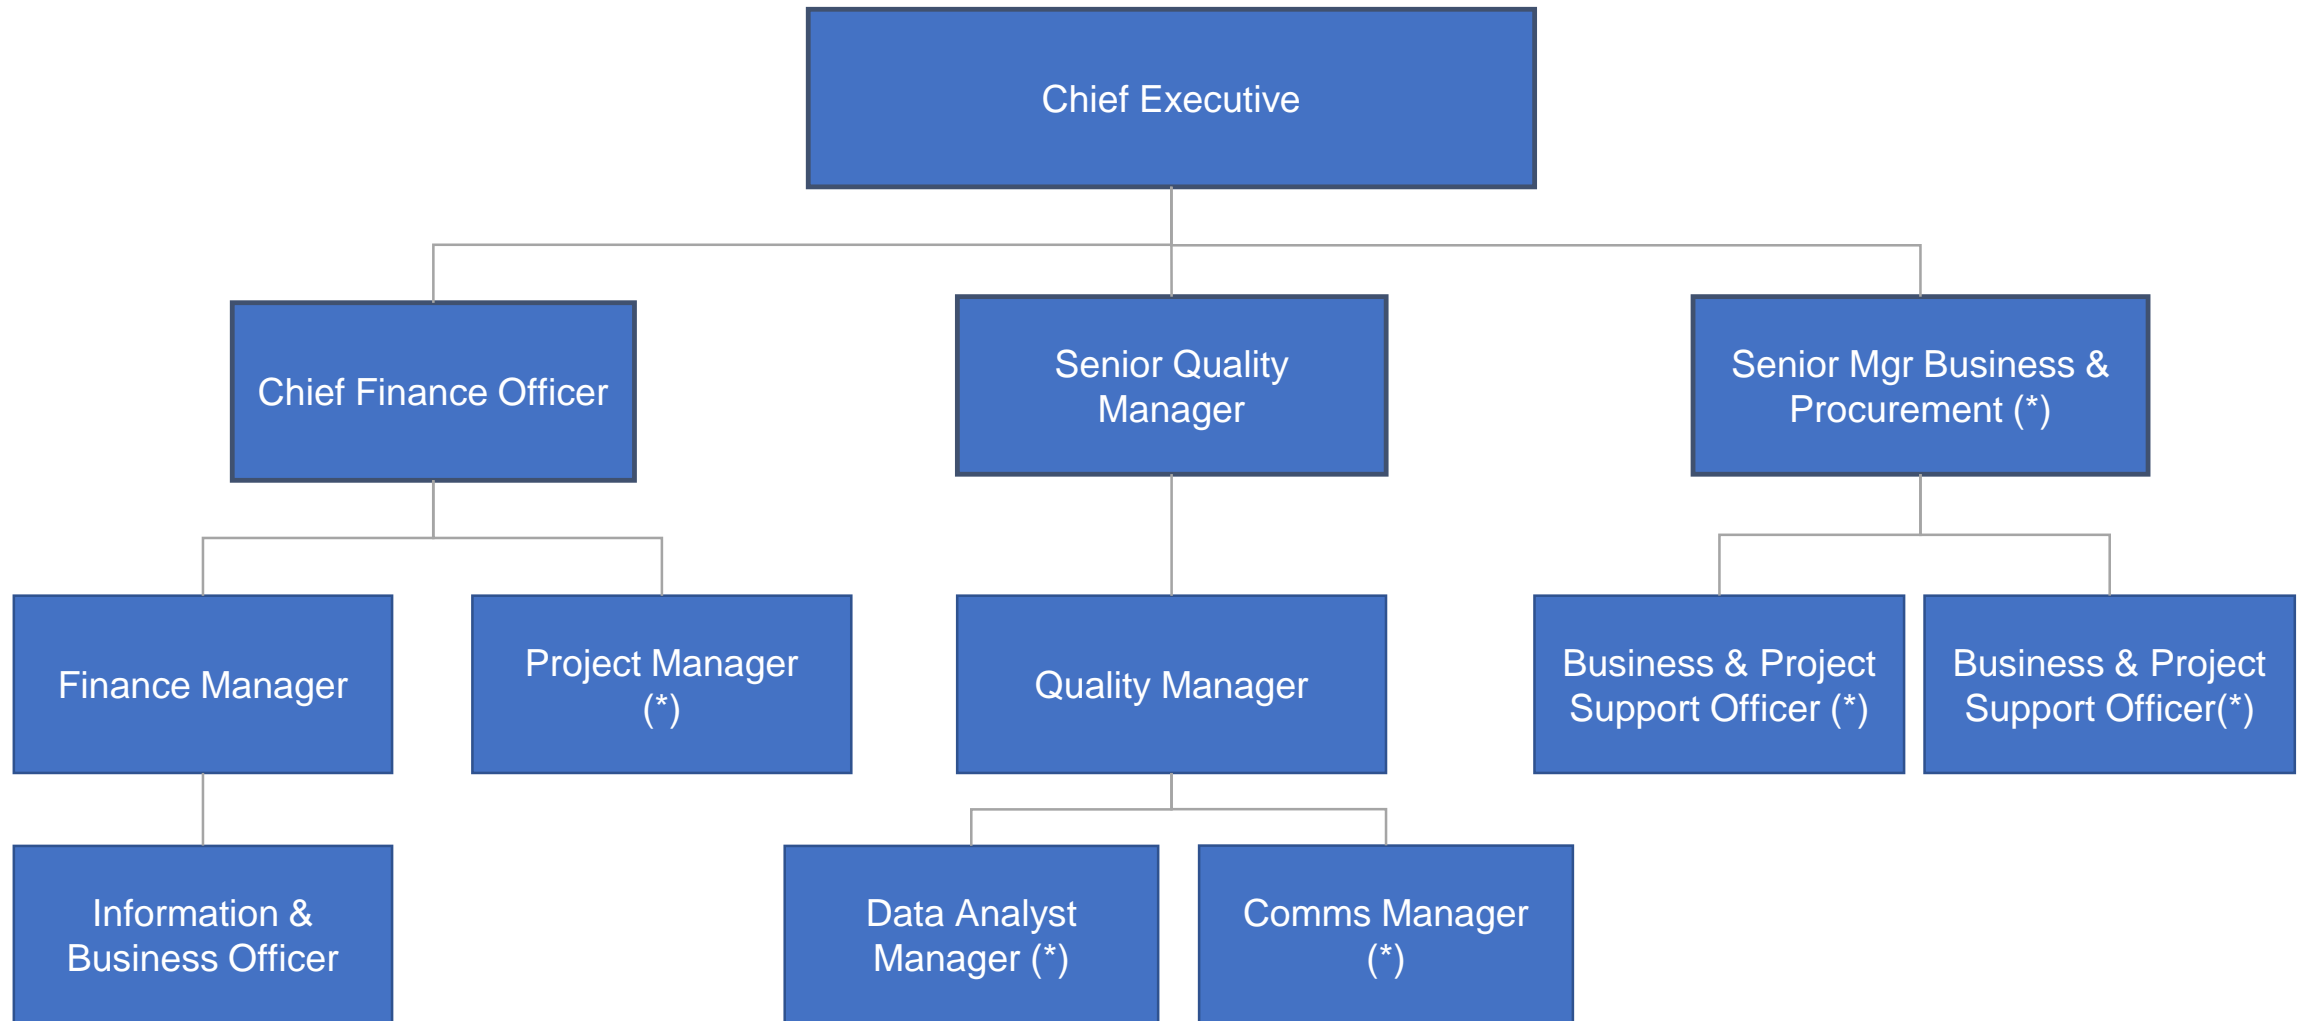 Chief Executive
Chief Finance Officer
Senior Quality
Manager
Senior Mgr Business &
Procurement (*)
Finance Manager
Project Manager
(*)
Quality Manager
Business & Project
Support Officer (*)
Business & Project
Support Officer(*)
Information &
Business Officer
Data Analyst
Manager (*)
Comms Manager
(*)